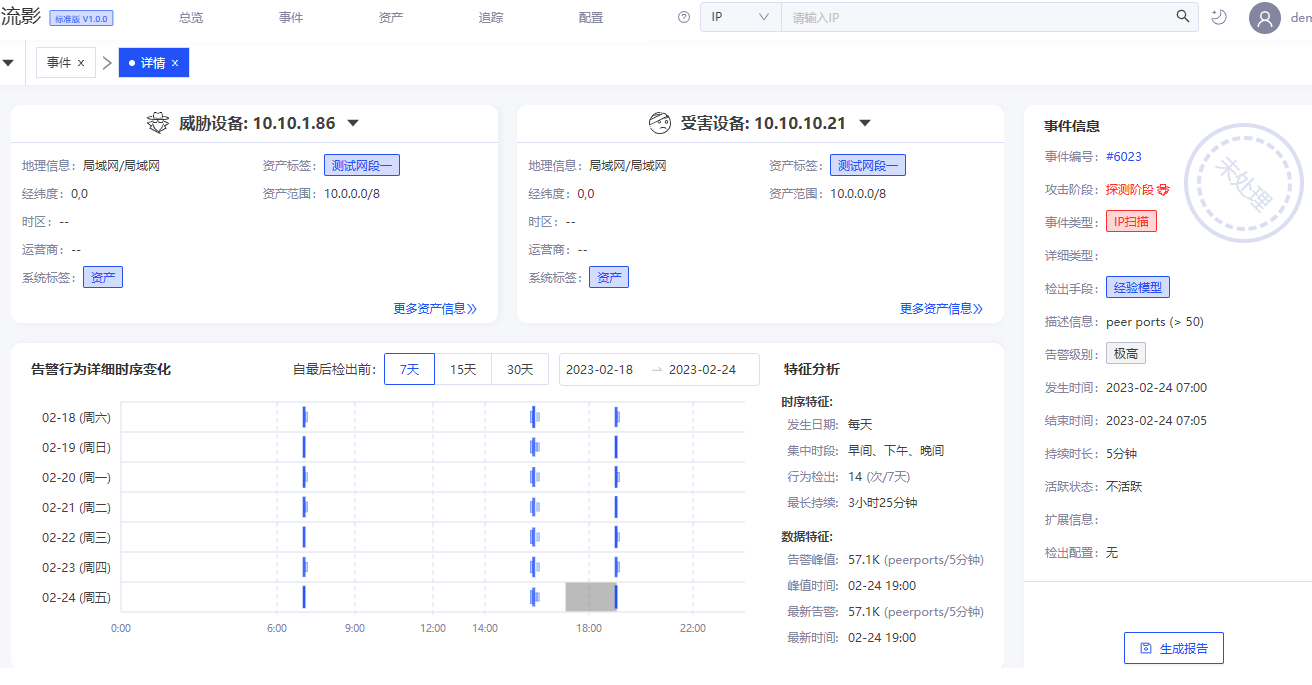 流影 标准版 V1.0.0 总览 事件 资产 追踪 配置 IP 请输入IP den
事件 x 详情 x
威胁设备: 10.10.1.86
地理信息: 局域网/局域网 资产标签: 测试网段一
经纬度: 0,0 资产范围: 10.0.0.0/8
时区: --
运营商: --
系统标签: 资产
更多资产信息
受害设备: 10.10.10.21
地理信息: 局域网/局域网 资产标签: 测试网段一
经纬度: 0,0 资产范围: 10.0.0.0/8
时区: --
运营商: --
系统标签: 资产
更多资产信息
告警行为详细时序变化 自最后检出前: 7天 15天 30天 2023-02-18 → 2023-02-24
02-18 (周六)
02-19 (周日)
02-20 (周一)
02-21 (周二)
02-22 (周三)
02-23 (周四)
02-24 (周五)
0:00 6:00 9:00 12:00 14:00 18:00 22:00
特征分析
时序特征:
发生日期: 每天
集中时段: 早间、下午、晚间
行为检出: 14 (次/7天)
最长持续: 3小时25分钟
数据特征:
告警峰值: 57.1K (peerports/5分钟)
峰值时间: 02-24 19:00
最新告警: 57.1K (peerports/5分钟)
最新时间: 02-24 19:00
事件信息
未处理
事件编号: #6023
攻击阶段: 探测阶段
事件类型: IP扫描
详细类型:
检出手段: 经验模型
描述信息: peer ports (> 50)
告警级别: 极高
发生时间: 2023-02-24 07:00
结束时间: 2023-02-24 07:05
持续时长: 5分钟
活跃状态: 不活跃
扩展信息:
检出配置: 无
生成报告